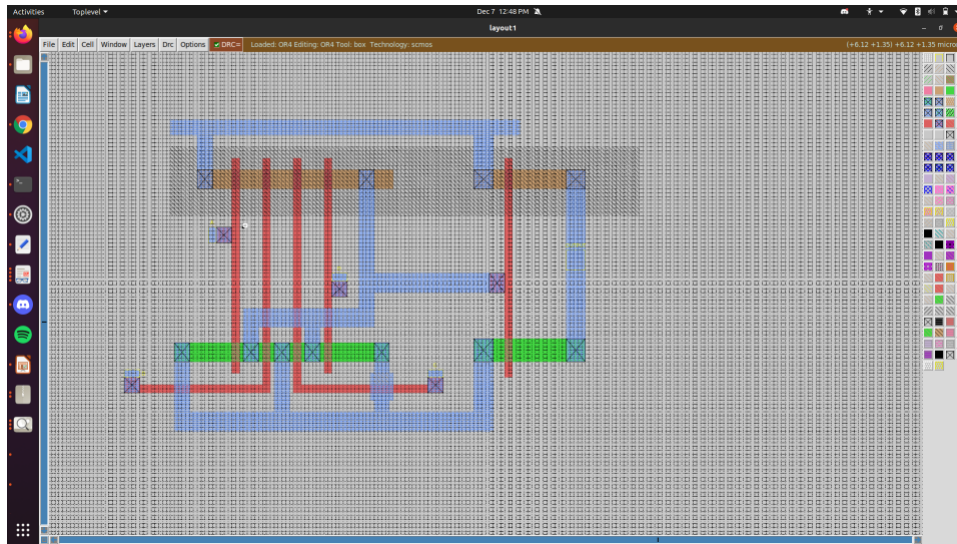 Activities Toplevel Dec 7 12:48 PM
layout1
File Edit Cell Window Layers Drc Options DRC= Loaded: OR4 Editing: OR4 Tool: box Technology: scmos (+6.12 +1.35) +6.12 +1.35 micro